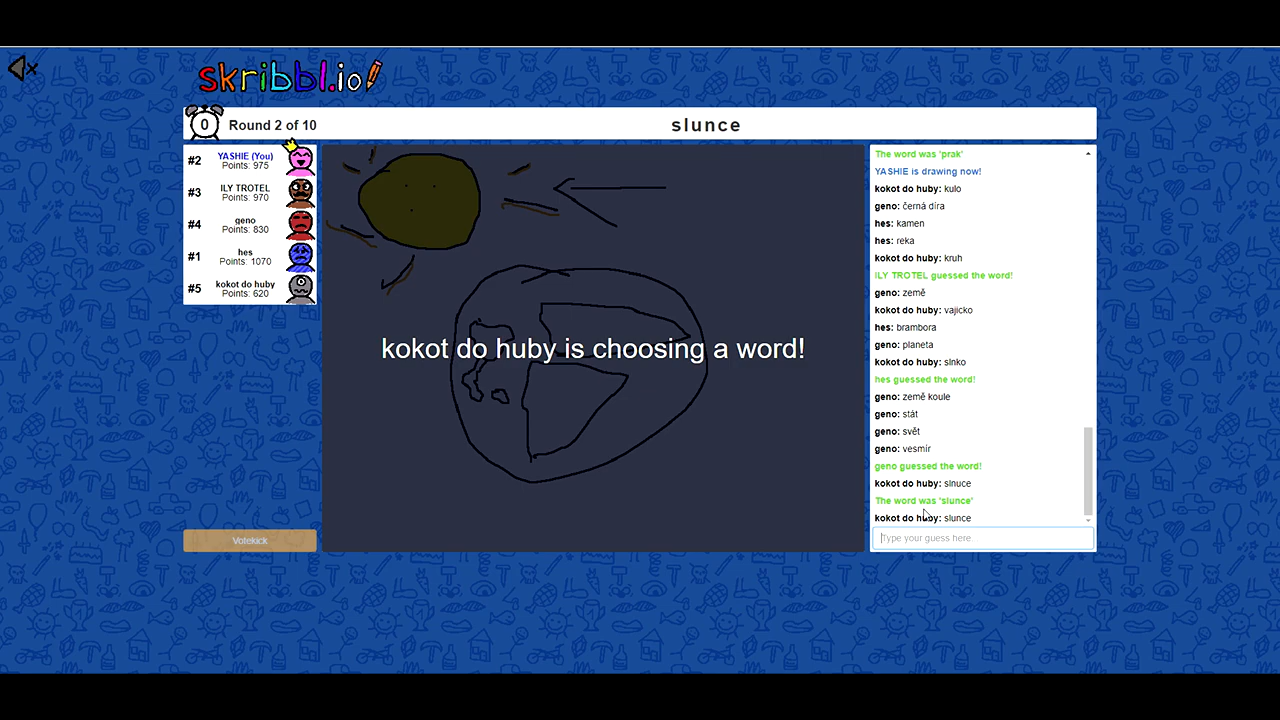 skribbl.io
0
Round 2 of 10
slunce
#2
YASHIE (You)
Points: 975
#3
ILY TROTEL
Points: 970
#4
geno
Points: 830
#1
hes
Points: 1070
#5
kokot do huby
Points: 620
Votekick
kokot do huby is choosing a word!
The word was 'prak'
YASHIE is drawing now!
kokot do huby: kulo
geno: černá díra
hes: kamen
hes: reka
kokot do huby: kruh
ILY TROTEL guessed the word!
geno: země
kokot do huby: vajicko
hes: brambora
geno: planeta
kokot do huby: slnko
hes guessed the word!
geno: země koule
geno: stát
geno: svět
geno: vesmír
geno guessed the word!
kokot do huby: slnuce
The word was 'slunce'
kokot do huby: slunce
Type your guess here